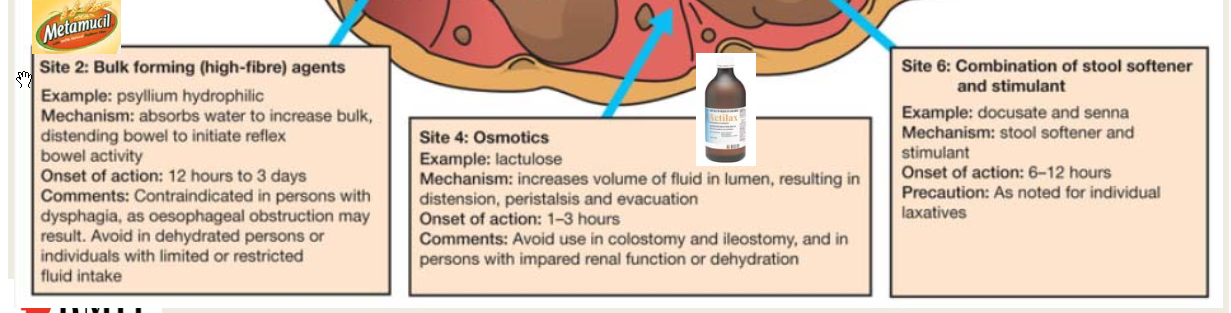 Metamucil
Site 2: Bulk forming (high-fibre) agents
Example: psyllium hydrophilic
Mechanism: absorbs water to increase bulk,
distending bowel to initiate reflex
bowel activity
Onset of action: 12 hours to 3 days
Comments: Contraindicated in persons with
dysphagia, as oesophageal obstruction may
result. Avoid in dehydrated persons or
individuals with limited or restricted
fluid intake
Actilax
Site 4: Osmotics
Example: lactulose
Mechanism: increases volume of fluid in lumen, resulting in
distension, peristalsis and evacuation
Onset of action: 1–3 hours
Comments: Avoid use in colostomy and ileostomy, and in
persons with impared renal function or dehydration
Site 6: Combination of stool softener
and stimulant
Example: docusate and senna
Mechanism: stool softener and
stimulant
Onset of action: 6–12 hours
Precaution: As noted for individual
laxatives